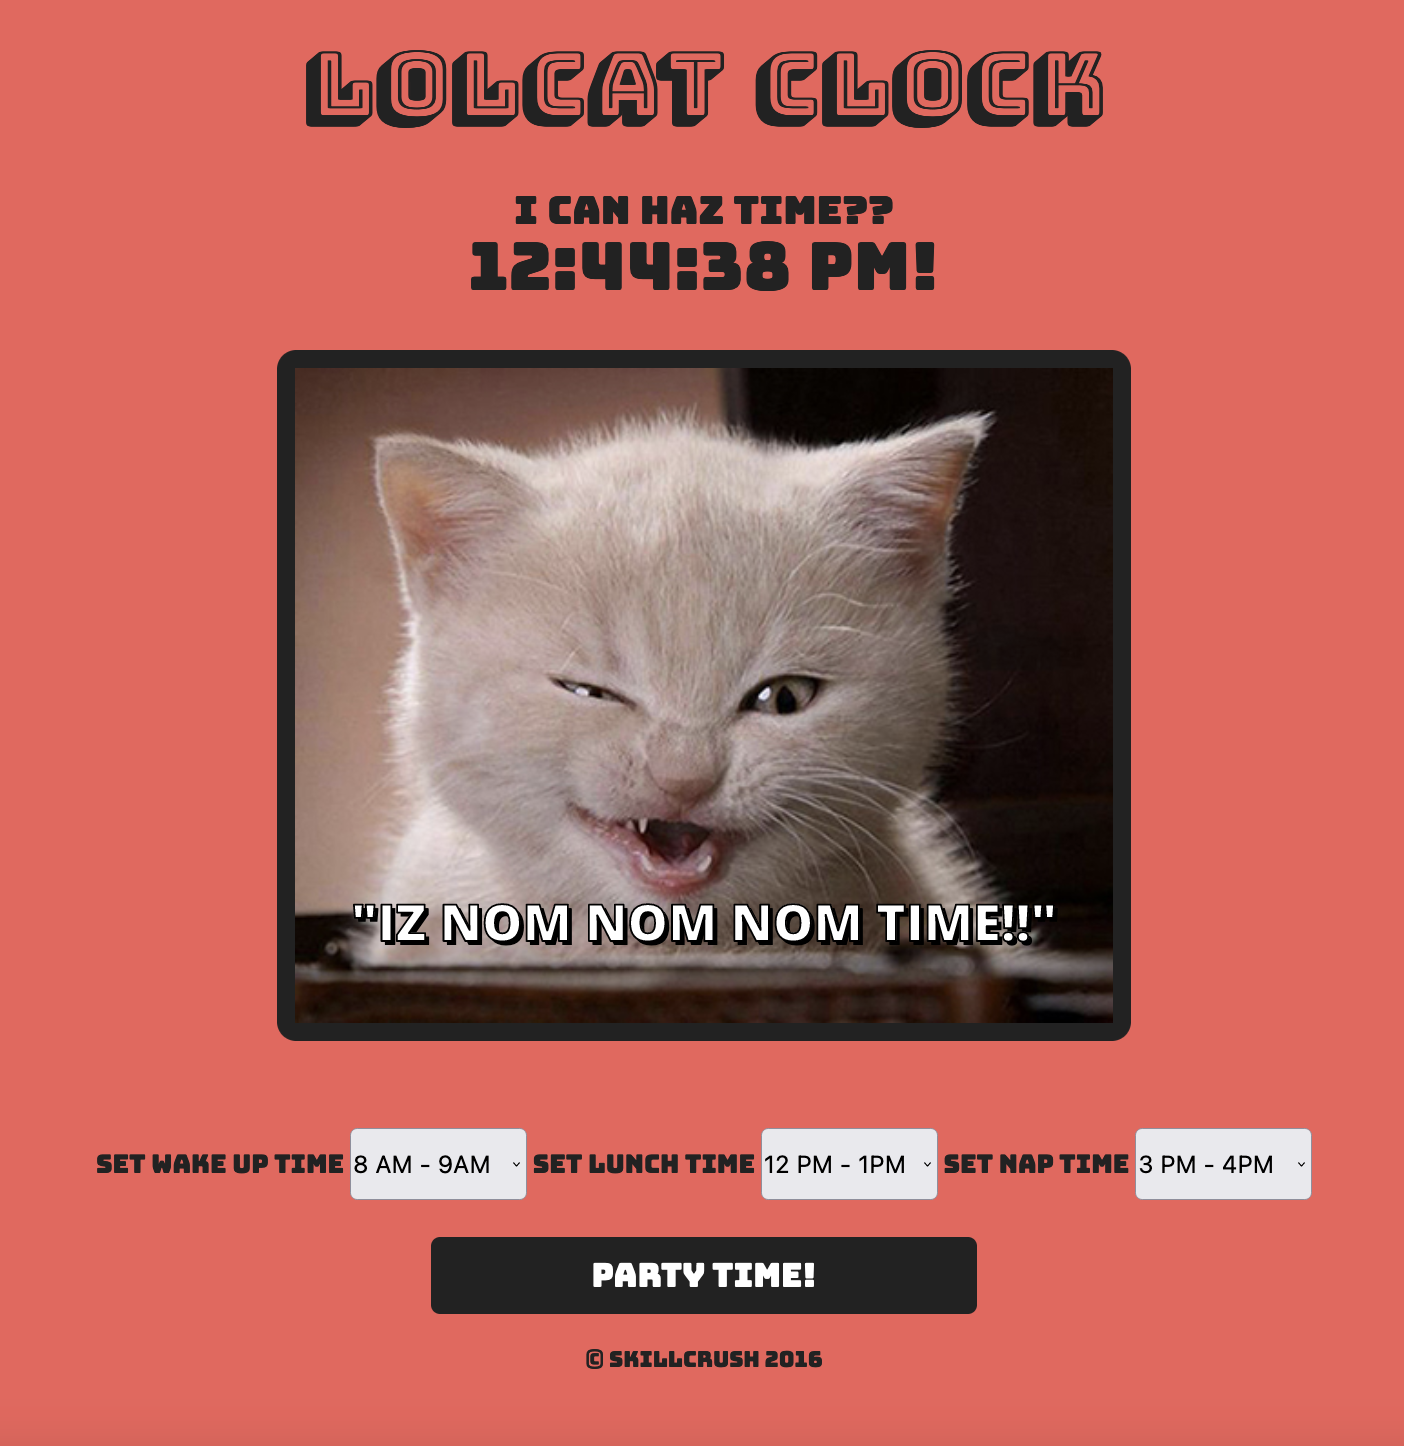 LOLCAT CLOCK
I CAN HAZ TIME??
12:44:38 PM!
"IZ NOM NOM NOM TIME!!"
SET WAKE UP TIME 8 AM - 9AM SET LUNCH TIME 12 PM - 1PM SET NAP TIME 3 PM - 4PM
PARTY TIME!
© SKILLCRUSH 2016